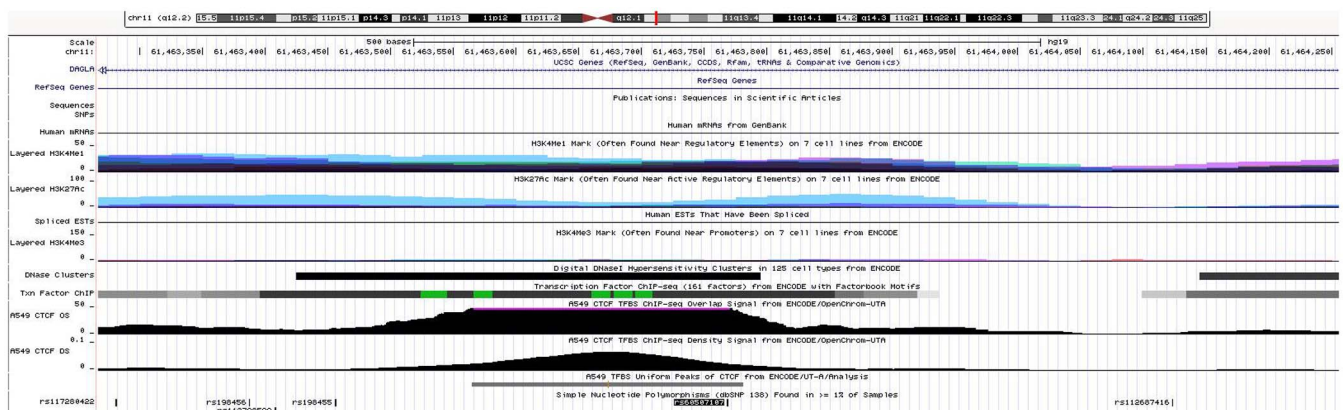 chr11 (q12.2) 15.5 11p15.4 p15.2 11p15.1 p14.3 p14.1 11p13 11p12 11p11.2 q12.1 11q13.4 11q14.1 14.2 q14.3 11q21 11q22.1 11q22.3 11q23.3 24.1 q24.2 24.3 11q25
Scale 500 bases hg19
chr11: 61,463,350 61,463,400 61,463,450 61,463,500 61,463,550 61,463,600 61,463,650 61,463,700 61,463,750 61,463,800 61,463,850 61,463,900 61,463,950 61,464,000 61,464,050 61,464,100 61,464,150 61,464,200 61,464,250
UCSC Genes (RefSeq, GenBank, CCDS, Rfam, tRNAs & Comparative Genomics)
DAGLA
RefSeq Genes
RefSeq Genes
Publications: Sequences in Scientific Articles
Sequences
SNPs
Human mRNAs from GenBank
Human mRNAs
50
H3K4Me1 Mark (Often Found Near Regulatory Elements) on 7 cell lines from ENCODE
Layered H3K4Me1
0
100
H3K27Ac Mark (Often Found Near Active Regulatory Elements) on 7 cell lines from ENCODE
Layered H3K27Ac
0
Human ESTs That Have Been Spliced
Spliced ESTs
150
H3K4Me3 Mark (Often Found Near Promoters) on 7 cell lines from ENCODE
Layered H3K4Me3
0
Digital DNaseI Hypersensitivity Clusters in 125 cell types from ENCODE
DNase Clusters
Transcription Factor ChIP-seq (161 factors) from ENCODE with Factorbook Motifs
Txn Factor ChIP
50
A549 CTCF TFBS ChIP-seq Overlap Signal from ENCODE/OpenChrom-UTA
A549 CTCF OS
0
0.1
A549 CTCF TFBS ChIP-seq Density Signal from ENCODE/OpenChrom-UTA
A549 CTCF DS
0
A549 TFBS Uniform Peaks of CTCF from ENCODE/UT-A/Analysis
Simple Nucleotide Polymorphisms (dbSNP 138) Found in >= 1% of Samples
rs117280422 rs198456 rs198455 rs60507107 rs112687416